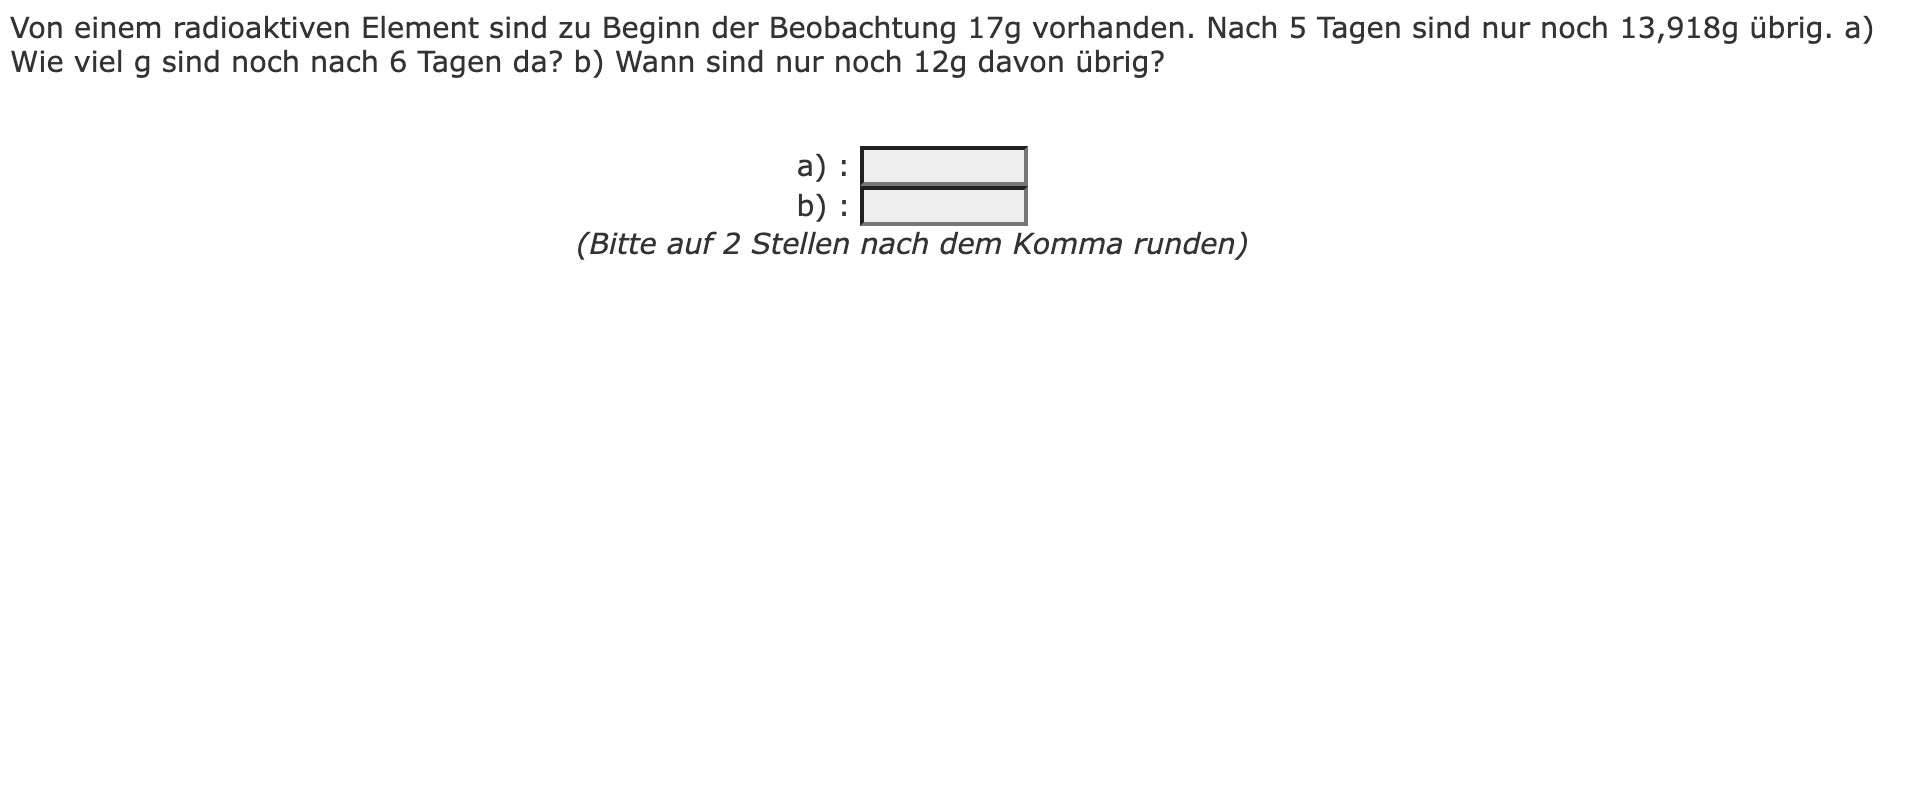 Von einem radioaktiven Element sind zu Beginn der Beobachtung 17g vorhanden. Nach 5 Tagen sind nur noch 13,918g übrig. a)
Wie viel g sind noch nach 6 Tagen da? b) Wann sind nur noch 12g davon übrig?
a) :
b) :
(Bitte auf 2 Stellen nach dem Komma runden)